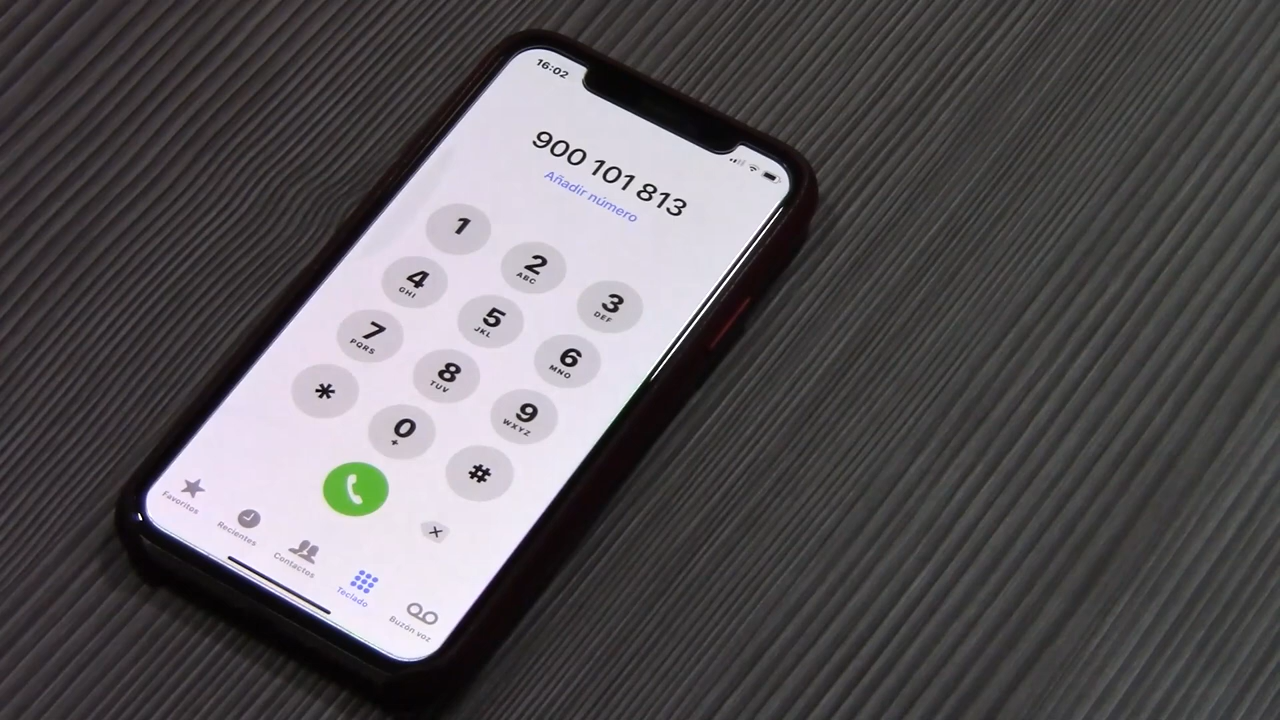 16:02
900 101 813
Añadir número
1
2
ABC
3
DEF
4
GHI
5
JKL
6
MNO
7
PQRS
8
TUV
9
WXYZ
*
0
+
#
Favoritos
Recientes
Contactos
Teclado
Buzón voz